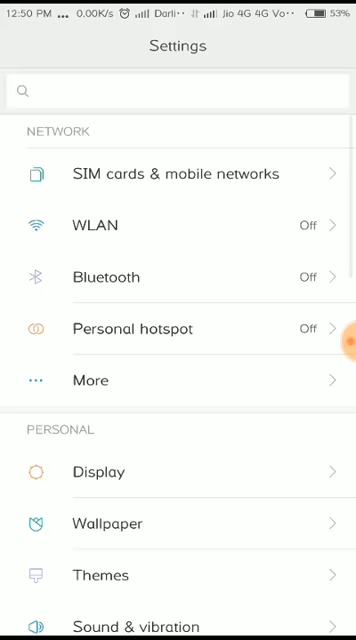 12:50 PM ... 0.00K/s Darli·· Jio 4G 4G Vo·· 53%
Settings
NETWORK
SIM cards & mobile networks
WLAN Off
Bluetooth Off
Personal hotspot Off
More
PERSONAL
Display
Wallpaper
Themes
Sound & vibration